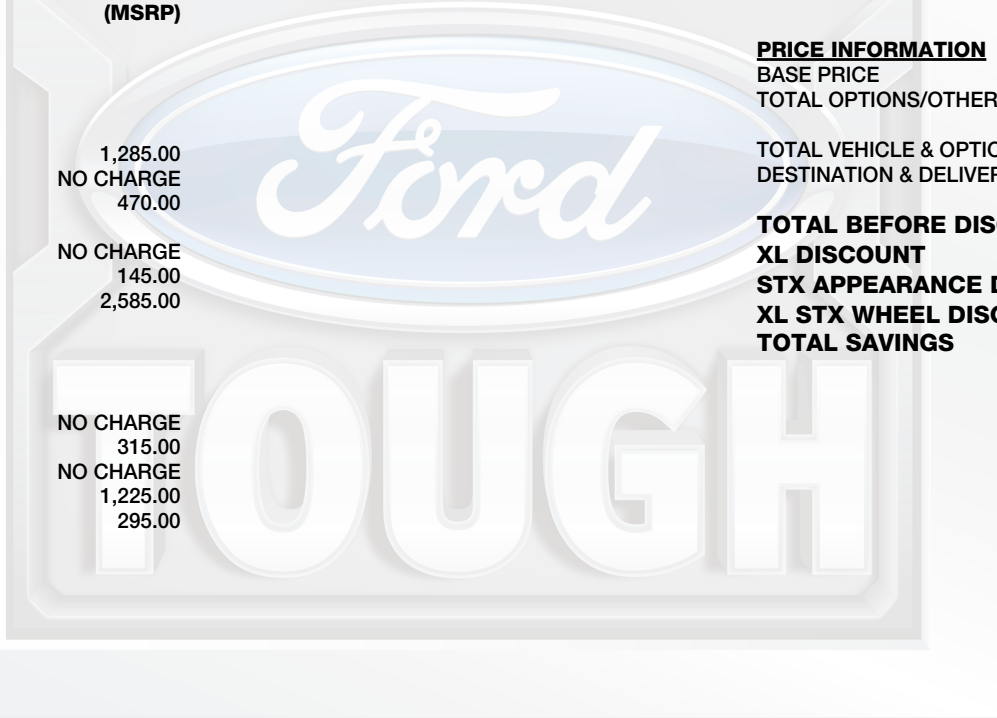 (MSRP)
1,285.00
NO CHARGE
470.00
NO CHARGE
145.00
2,585.00
NO CHARGE
315.00
NO CHARGE
1,225.00
295.00
Ford
TOUGH
PRICE INFORMATION
BASE PRICE
TOTAL OPTIONS/OTHER
TOTAL VEHICLE & OPTIO
DESTINATION & DELIVER
TOTAL BEFORE DISC
XL DISCOUNT
STX APPEARANCE D
XL STX WHEEL DISC
TOTAL SAVINGS